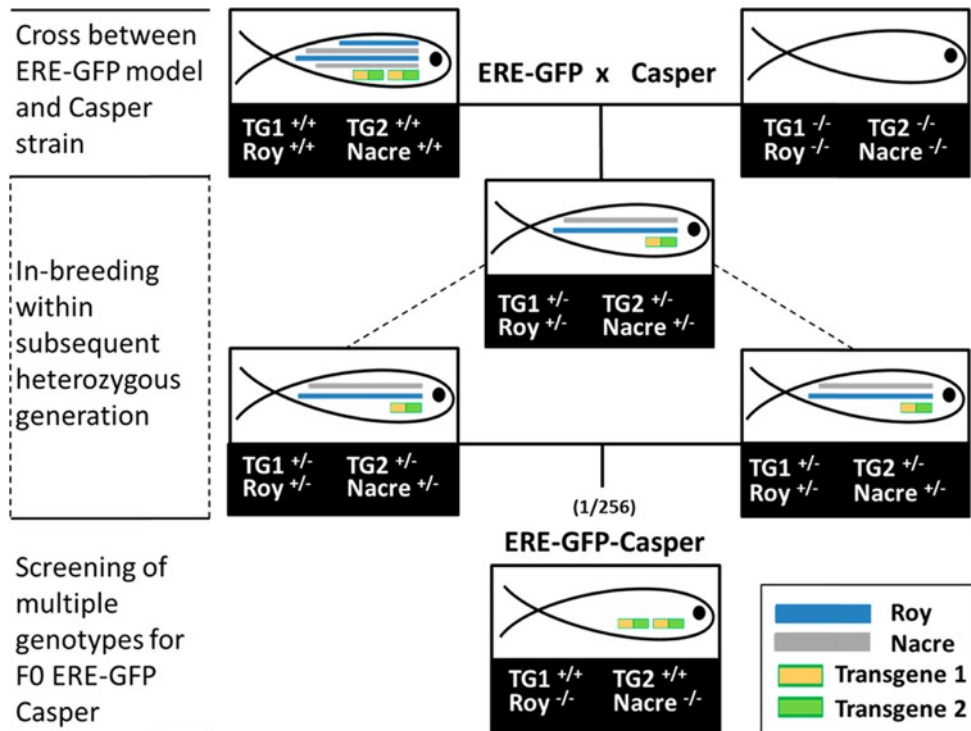 Cross between
ERE-GFP model
and Casper
strain
ERE-GFP x Casper
TG1 +/+ TG2 +/+
Roy +/+ Nacre +/+
TG1 -/- TG2 -/-
Roy -/- Nacre -/-
In-breeding
within
subsequent
heterozygous
generation
TG1 +/- TG2 +/-
Roy +/- Nacre +/-
TG1 +/- TG2 +/-
Roy +/- Nacre +/-
TG1 +/- TG2 +/-
Roy +/- Nacre +/-
(1/256)
ERE-GFP-Casper
Screening of
multiple
genotypes for
F0 ERE-GFP
Casper
TG1 +/+ TG2 +/+
Roy -/- Nacre -/-
Roy
Nacre
Transgene 1
Transgene 2